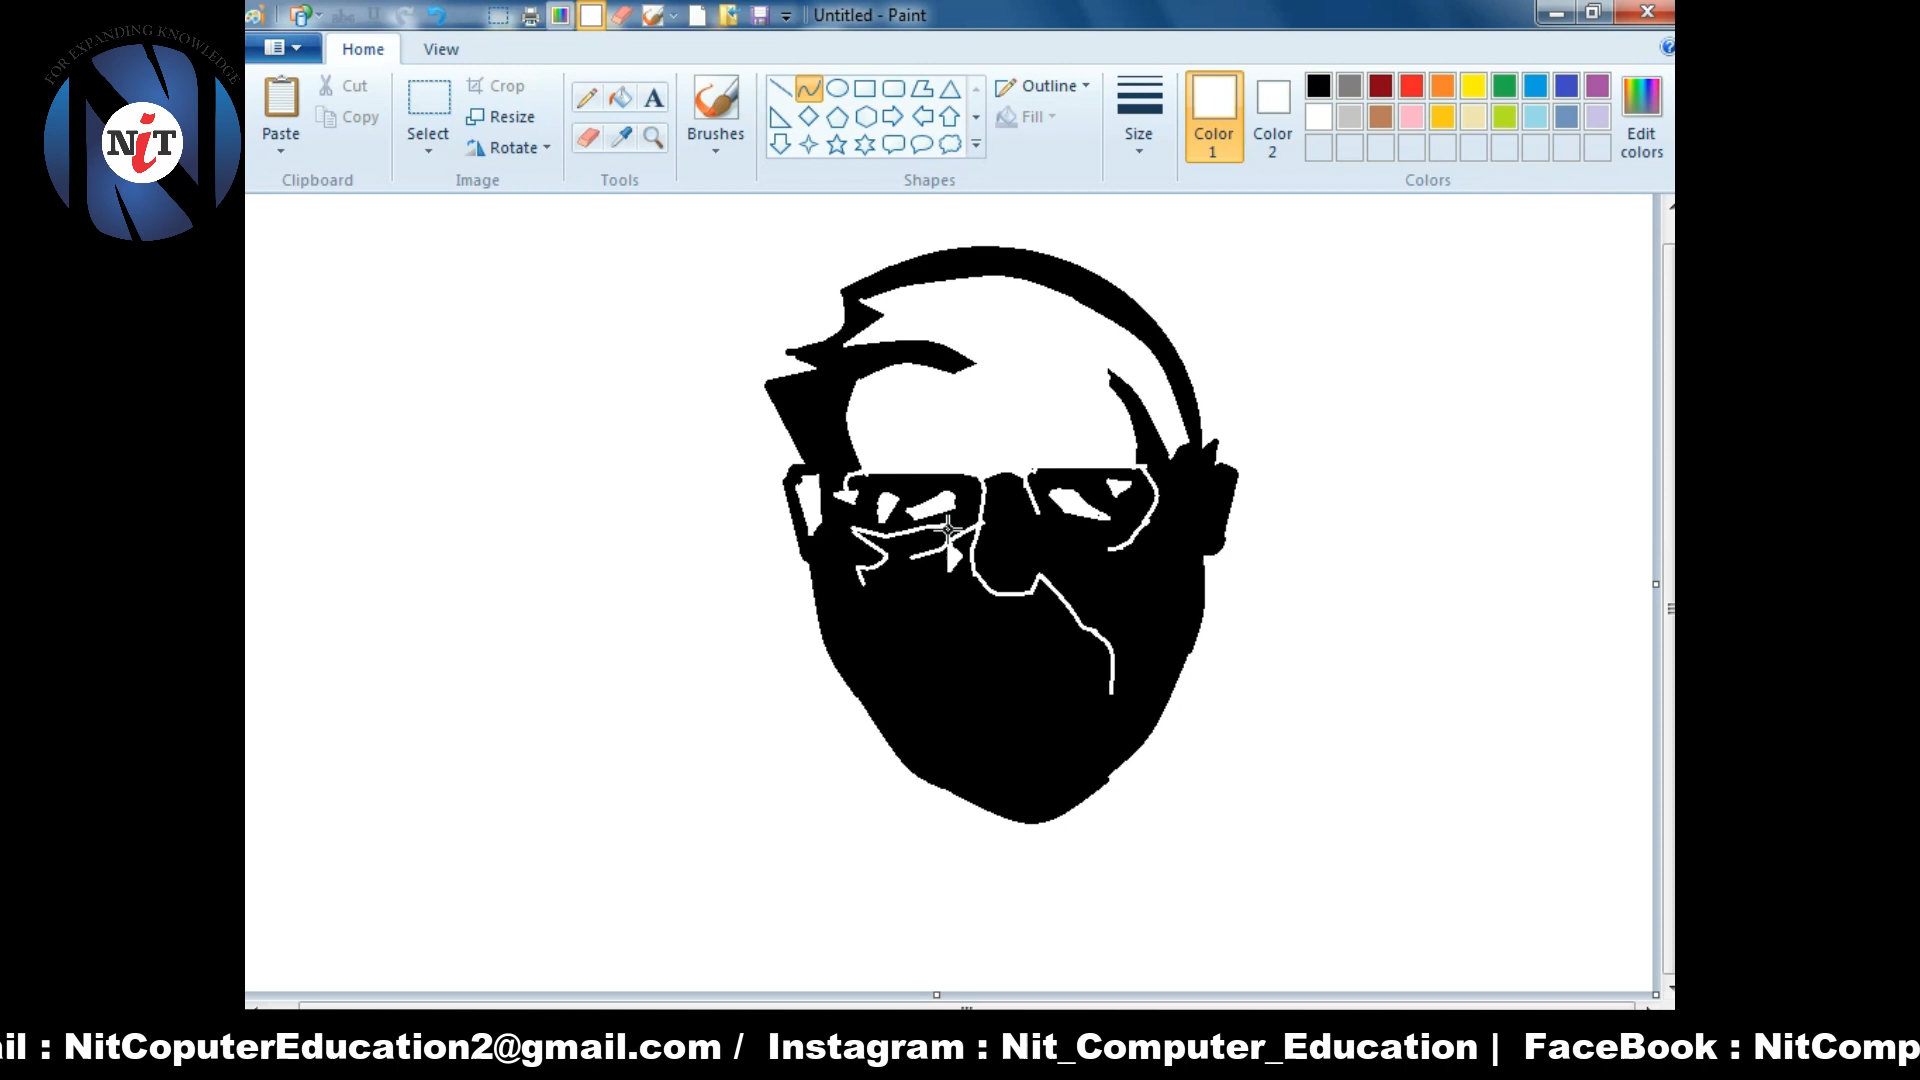 FOR EXPANDING KNOWLEDGE
NiT
Untitled - Paint
Home View
Paste
Cut
Copy
Clipboard
Select
Crop
Resize
Rotate
Image
A
Tools
Brushes
Shapes
Outline
Fill
Size
Color 1
Color 2
Edit colors
Colors
ail : NitCoputerEducation2@gmail.com / Instagram : Nit_Computer_Education | FaceBook : NitComp